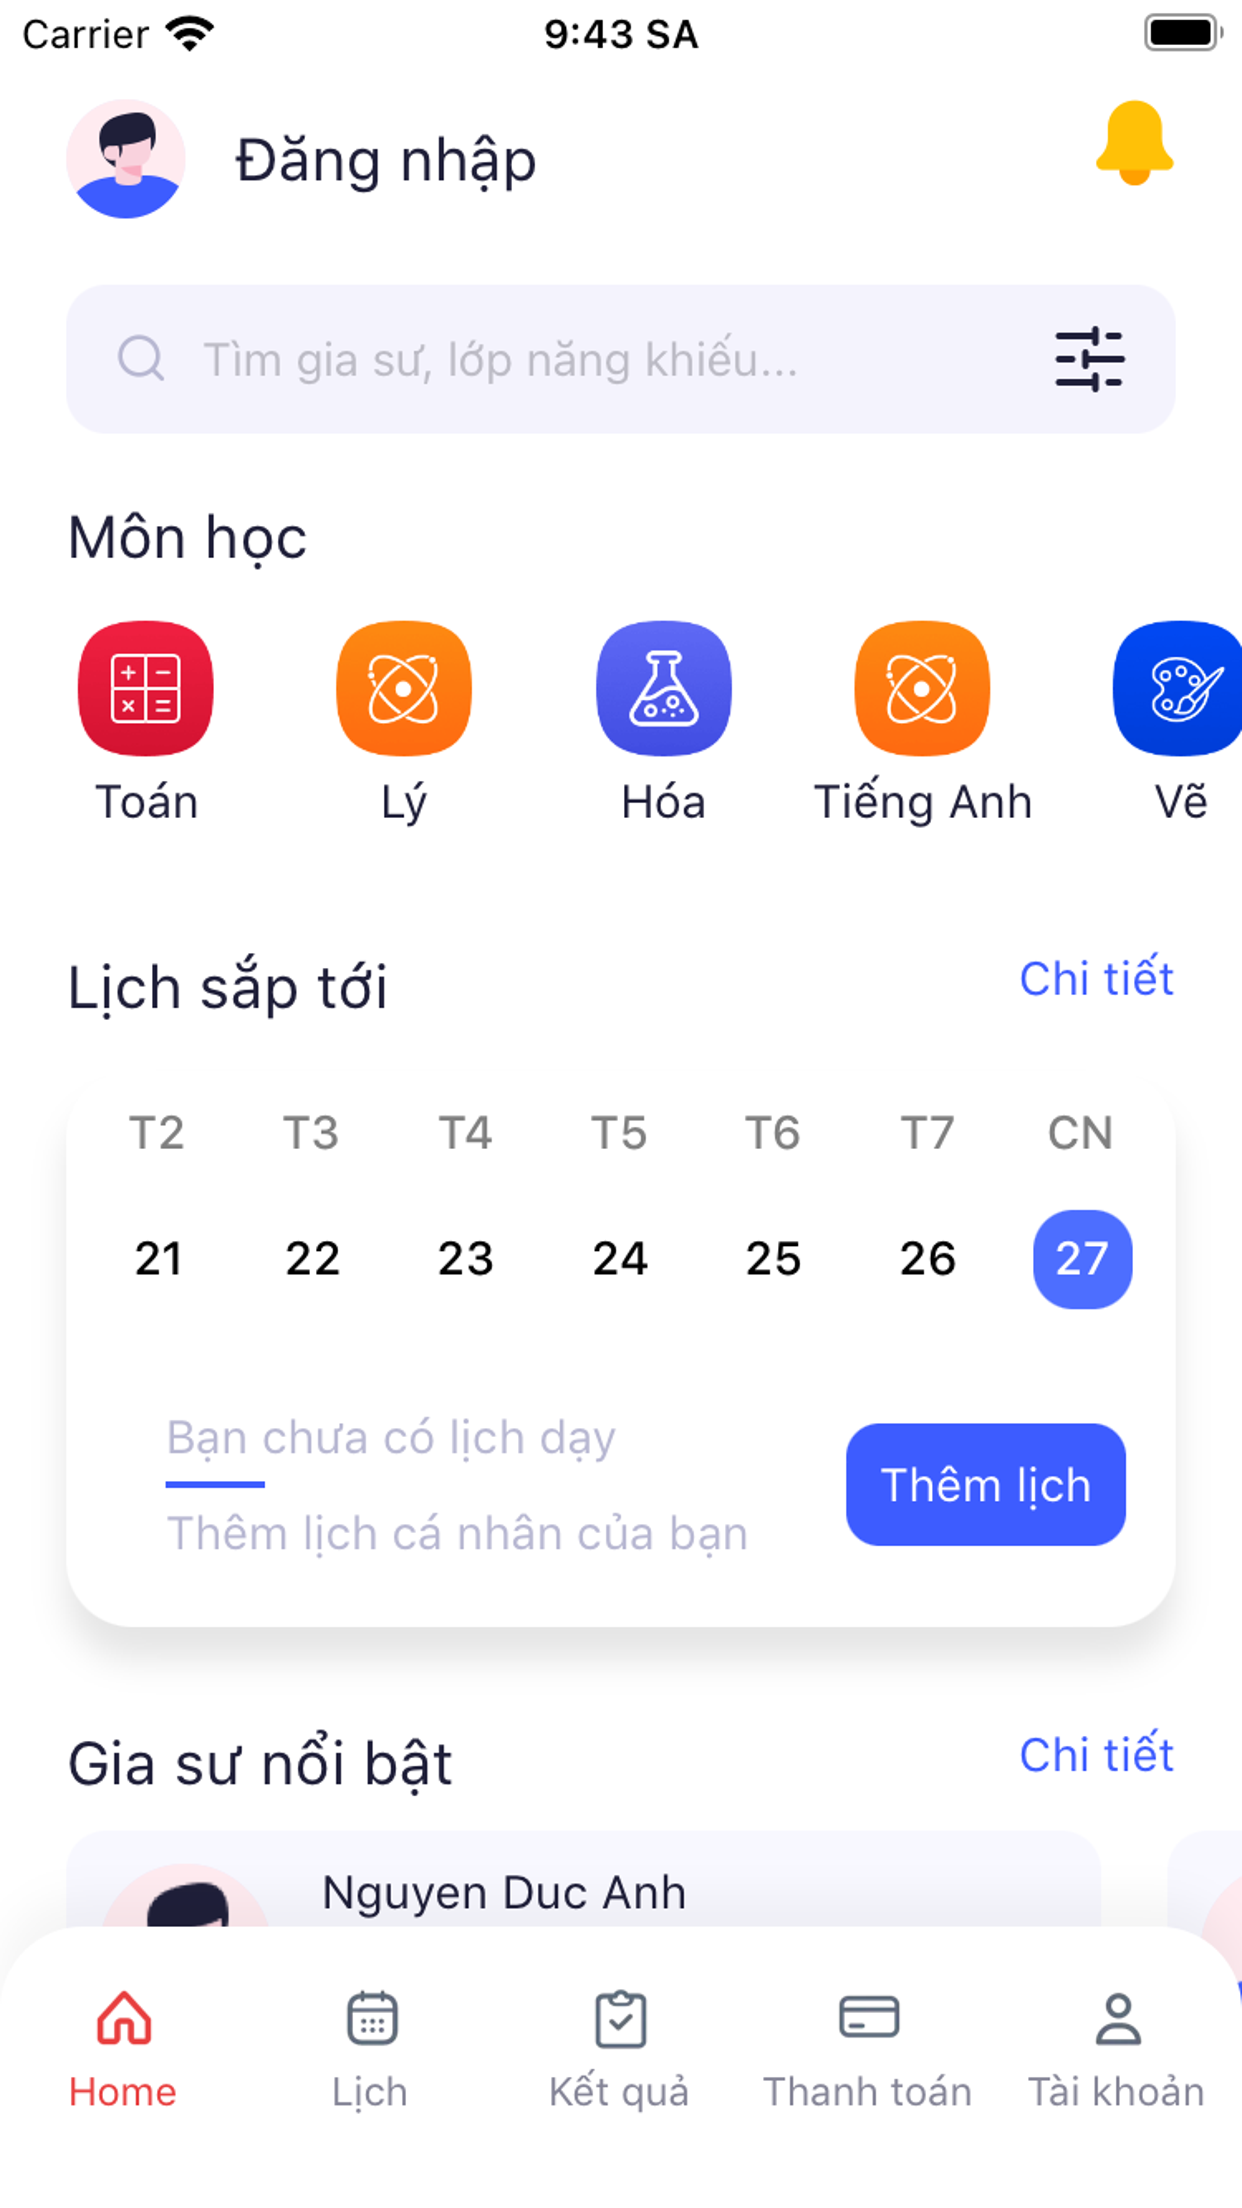 Carrier 9:43 SA
Đăng nhập
Tìm gia sư, lớp năng khiếu...
Môn học
Toán Lý Hóa Tiếng Anh Vẽ
Lịch sắp tới Chi tiết
T2 T3 T4 T5 T6 T7 CN
21 22 23 24 25 26 27
Bạn chưa có lịch dạy
Thêm lịch
Thêm lịch cá nhân của bạn
Gia sư nổi bật Chi tiết
Nguyen Duc Anh
Home Lịch Kết quả Thanh toán Tài khoản